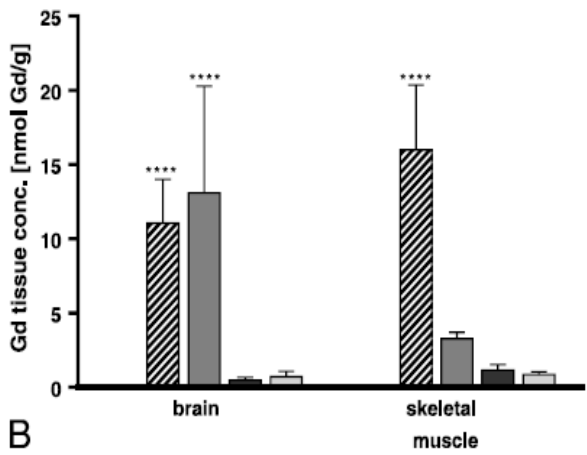 Gd tissue conc. [nmol Gd/g]
25
20
15
10
5
0
****
****
****
brain
skeletal
muscle
B